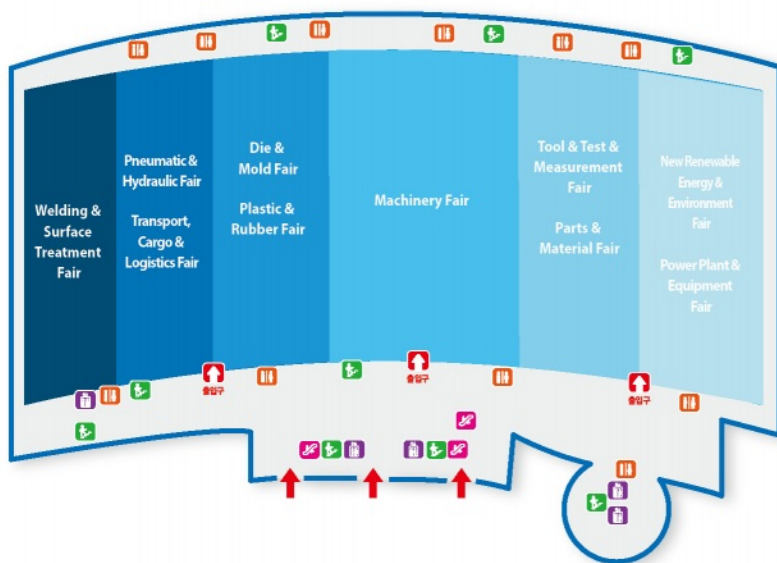 Welding &
Surface
Treatment
Fair
Pneumatic &
Hydraulic Fair
Transport,
Cargo &
Logistics Fair
Die &
Mold Fair
Plastic &
Rubber Fair
Machinery Fair
Tool & Test &
Measurement
Fair
Parts &
Material Fair
New Renewable
Energy &
Environment
Fair
Power Plant &
Equipment
Fair
출입구
출입구
출입구